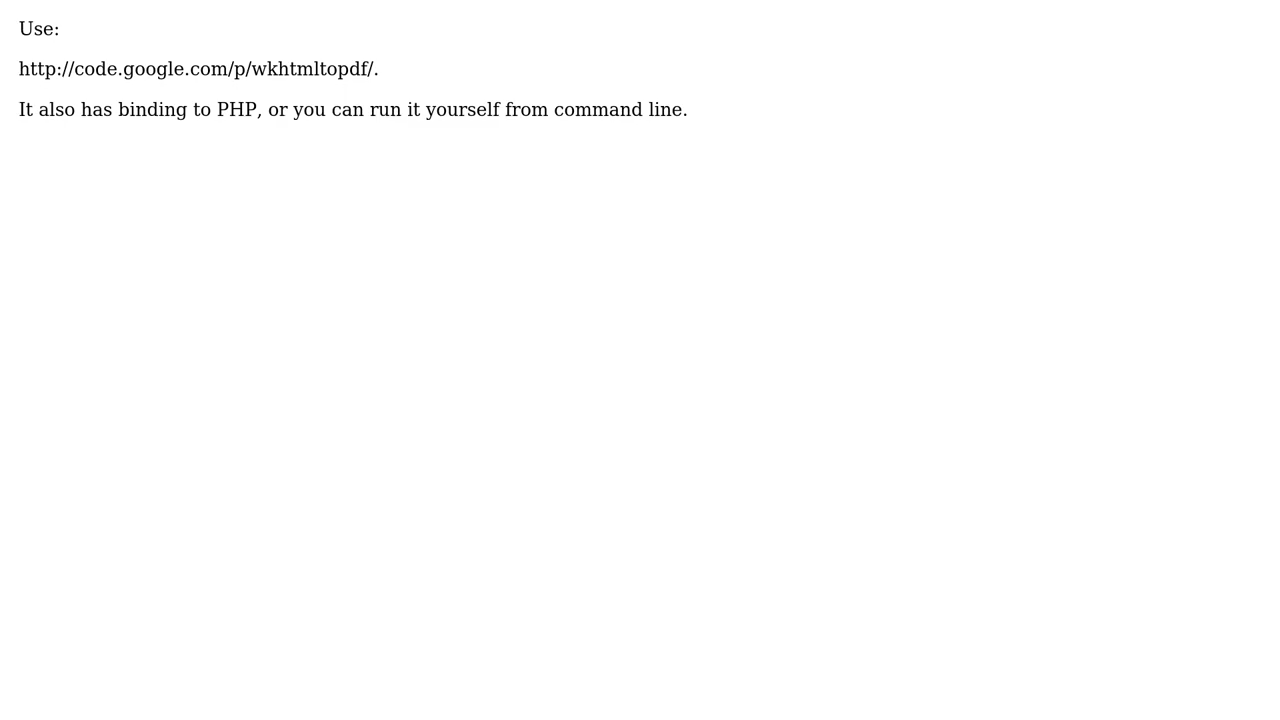 Use:
http://code.google.com/p/wkhtmltopdf/.
It also has binding to PHP, or you can run it yourself from command line.